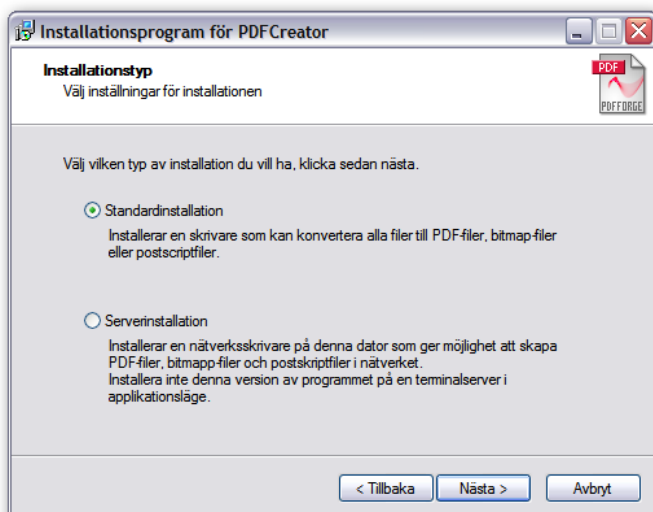 Installationsprogram för PDFCreator
Installationstyp
Välj inställningar för installationen
PDF
PDFFORGE
Välj vilken typ av installation du vill ha, klicka sedan nästa.
Standardinstallation
Installerar en skrivare som kan konvertera alla filer till PDF-filer, bitmap-filer
eller postscriptfiler.
Serverinstallation
Installerar en nätverksskrivare på denna dator som ger möjlighet att skapa
PDF-filer, bitmapp-filer och postskriptfiler i nätverket.
Installera inte denna version av programmet på en terminalserver i
applikationsläge.
< Tillbaka
Nästa >
Avbryt